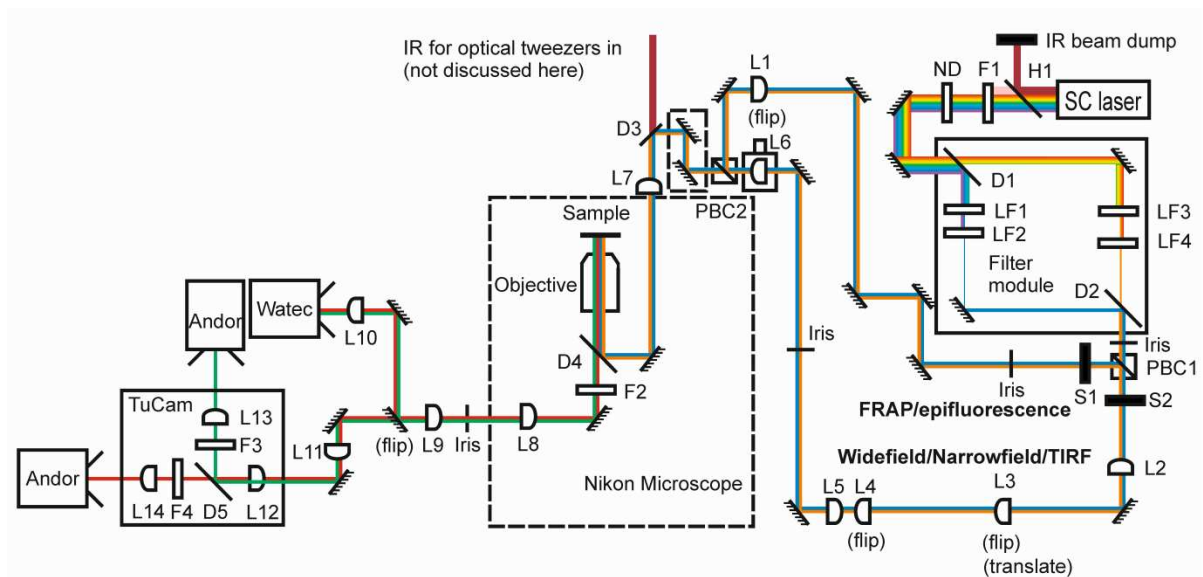 IR for optical tweezers in
(not discussed here)
IR beam dump
L1
ND
F1
H1
SC laser
(flip)
D3
L6
L7
PBC2
D1
LF1
LF2
LF3
LF4
Filter
module
D2
Sample
Objective
Andor
Watec
L10
D4
F2
Iris
Iris
PBC1
Iris
S1
S2
FRAP/epifluorescence
TuCam
L13
F3
L11
(flip)
L9
Iris
L8
Widefield/Narrowfield/TIRF
L2
Andor
L14
F4
D5
L12
Nikon Microscope
L5
L4
L3
(flip)
(flip)
(translate)